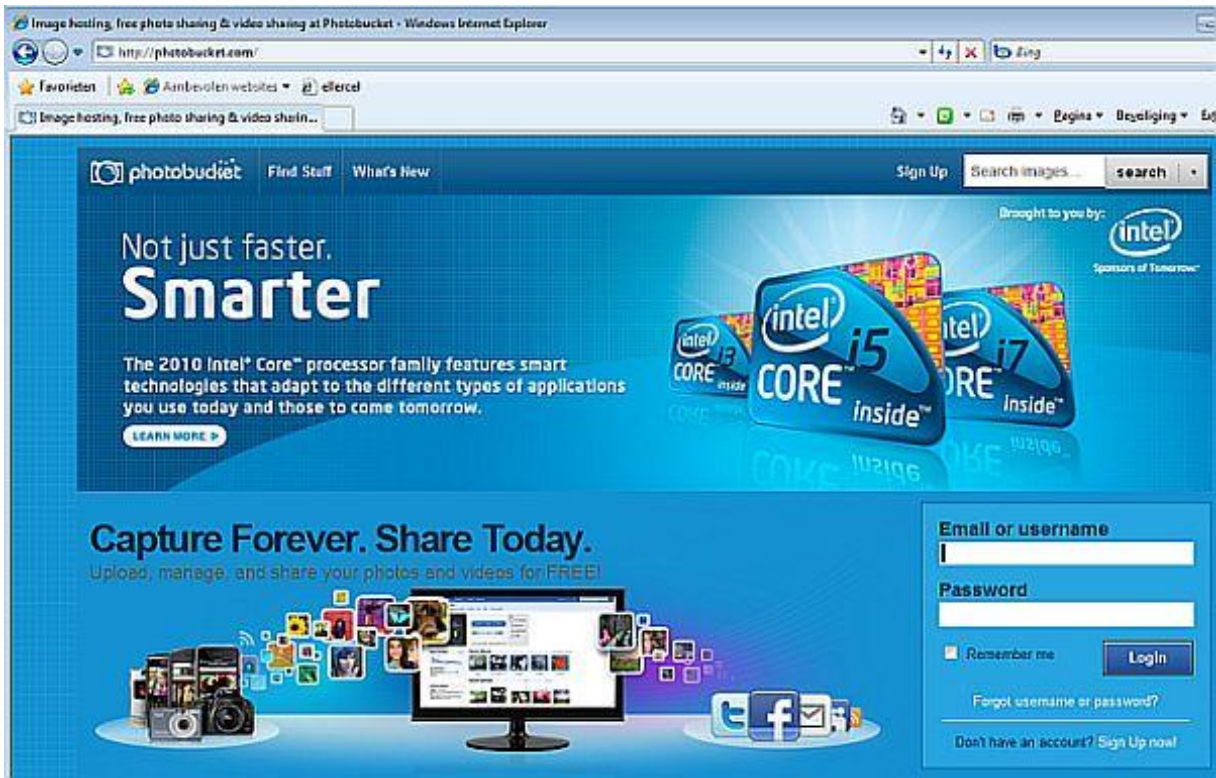 Image hosting, free photo sharing & video sharing at Photobucket - Windows Internet Explorer
http://photobucket.com/
Bing
Favorieten Aanbevolen websites ellercel
Image hosting, free photo sharing & video sharin...
Pagina Beveiliging
photobucket Find Stuff What's New Sign Up Search images... search
Brought to you by:
intel
Sponsors of Tomorrow.™
Not just faster.
Smarter
The 2010 Intel® Core™ processor family features smart
technologies that adapt to the different types of applications
you use today and those to come tomorrow.
LEARN MORE
intel i3 CORE inside™
intel i5 CORE™ inside™
intel i7 CORE™ inside™
Capture Forever. Share Today.
Upload, manage, and share your photos and videos for FREE!
Email or username
Password
Remember me Login
Forgot username or password?
Don't have an account? Sign Up now!